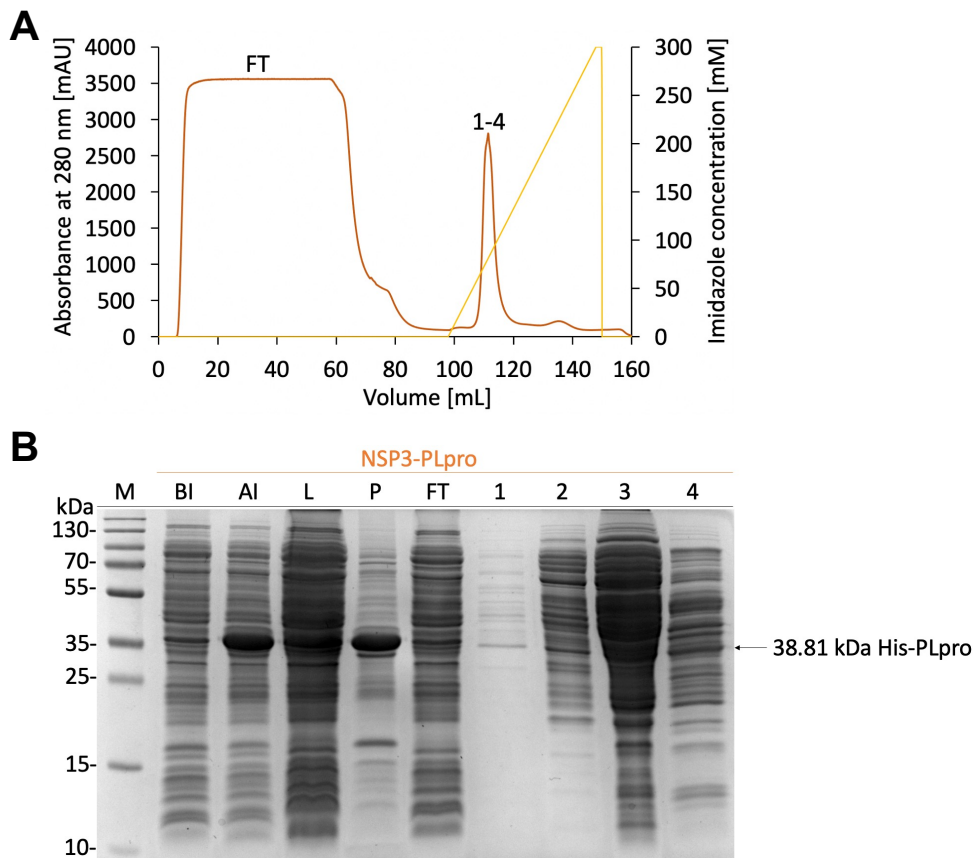 A
Absorbance at 280 nm [mAU]
4000
3500
3000
2500
2000
1500
1000
500
0
FT
1-4
300
250
200
150
100
50
0
Imidazole concentration [mM]
0 20 40 60 80 100 120 140 160
Volume [mL]
B
NSP3-PLpro
M BI AI L P FT 1 2 3 4
kDa
130-
70-
55-
35-
25-
15-
10-
38.81 kDa His-PLpro